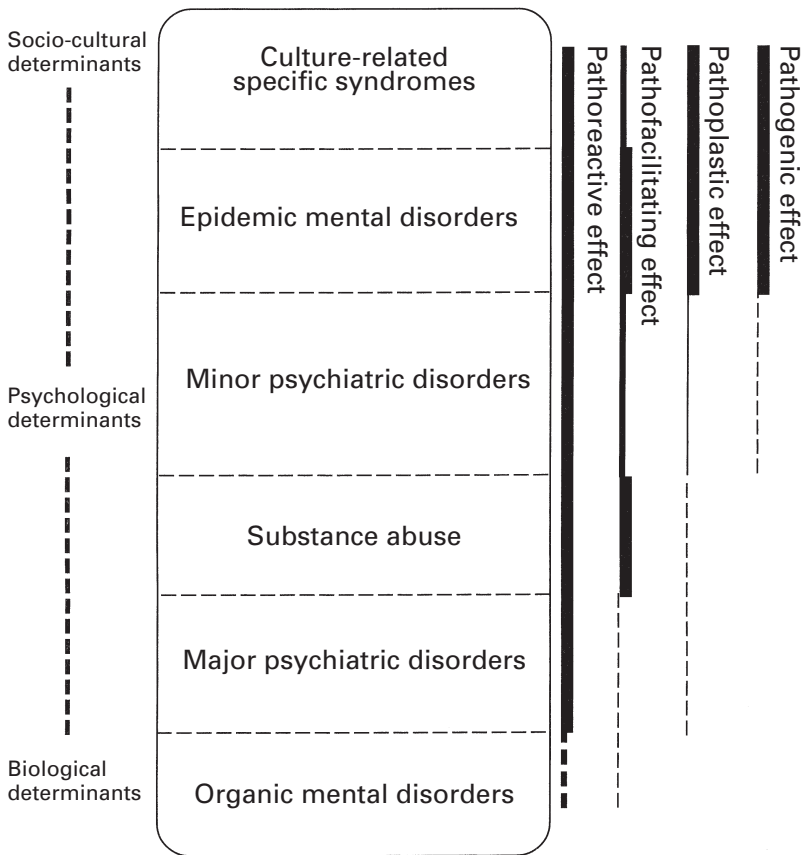 Socio-cultural
determinants
Culture-related
specific syndromes
Epidemic mental disorders
Psychological
determinants
Minor psychiatric disorders
Substance abuse
Major psychiatric disorders
Biological
determinants
Organic mental disorders
Pathoreactive effect
Pathofacilitating effect
Pathoplastic effect
Pathogenic effect